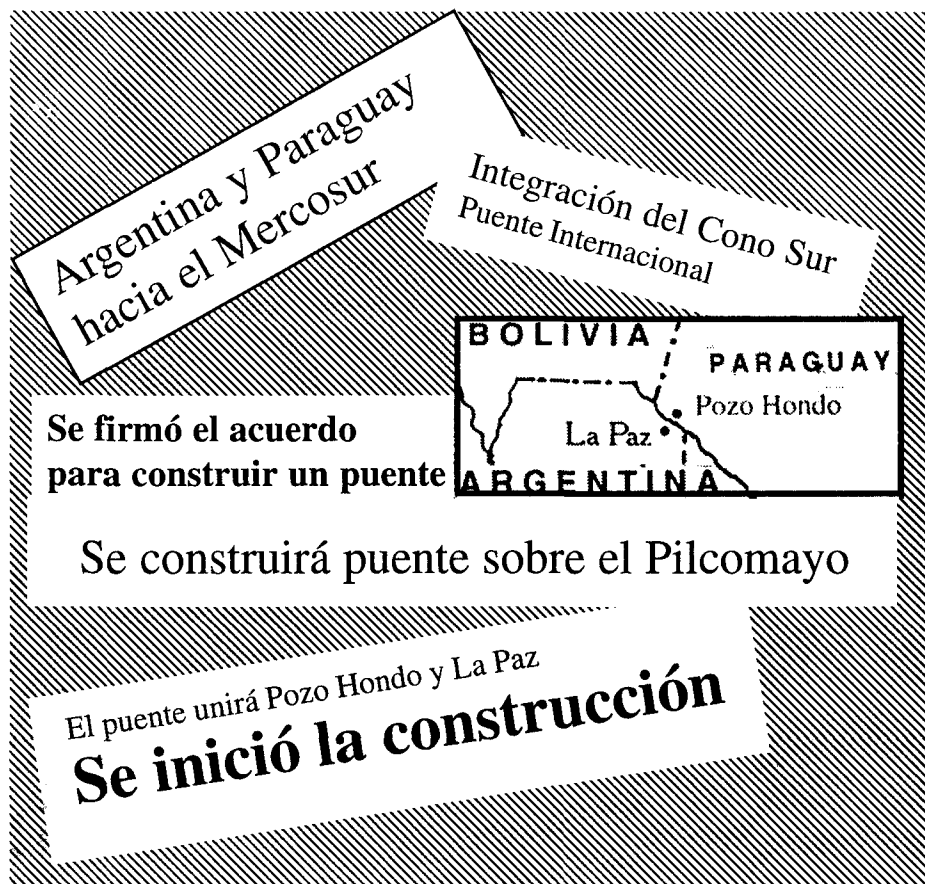 Argentina y Paraguay
hacia el Mercosur
Integración del Cono Sur
Puente Internacional
BOLIVIA
PARAGUAY
Pozo Hondo
La Paz
ARGENTINA
Se firmó el acuerdo
para construir un puente
Se construirá puente sobre el Pilcomayo
El puente unirá Pozo Hondo y La Paz
Se inició la construcción